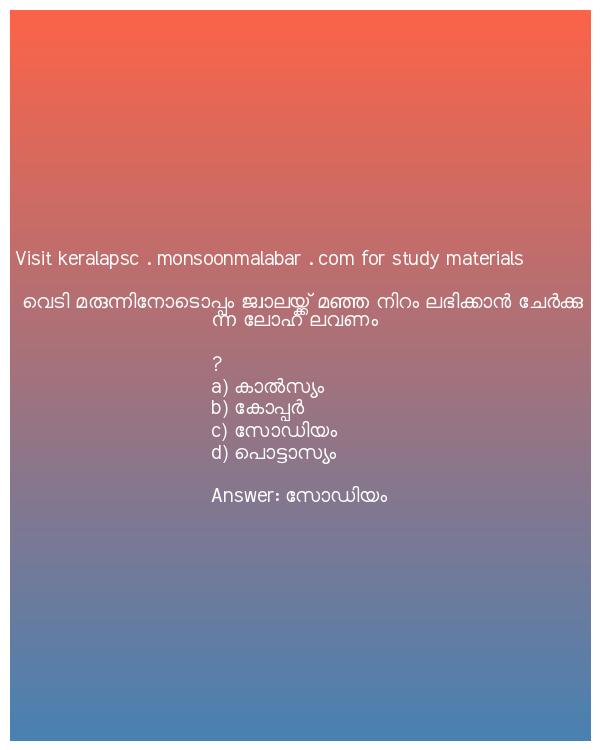 Visit keralapsc . monsoonmalabar . com for study materials
വെടി മരുന്നിനോടൊപ്പം ജ്വാലയ്ക്ക് മഞ്ഞ നിറം ലഭിക്കാൻ ചേർക്കു
ന്ന ലോഹ ലവണം
?
a) കാൽസ്യം
b) കോപ്പർ
c) സോഡിയം
d) പൊട്ടാസ്യം
Answer: സോഡിയം